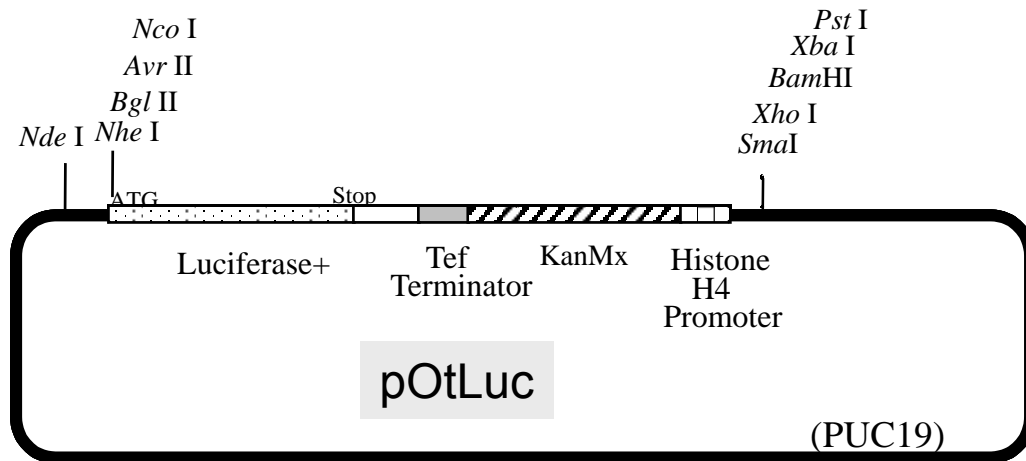 Nco I
Avr II
Bgl II
Nde I Nhe I
Pst I
Xba I
BamHI
Xho I
SmaI
ATG
Stop
Luciferase+
Tef
Terminator
KanMx
Histone
H4
Promoter
pOtLuc
(PUC19)